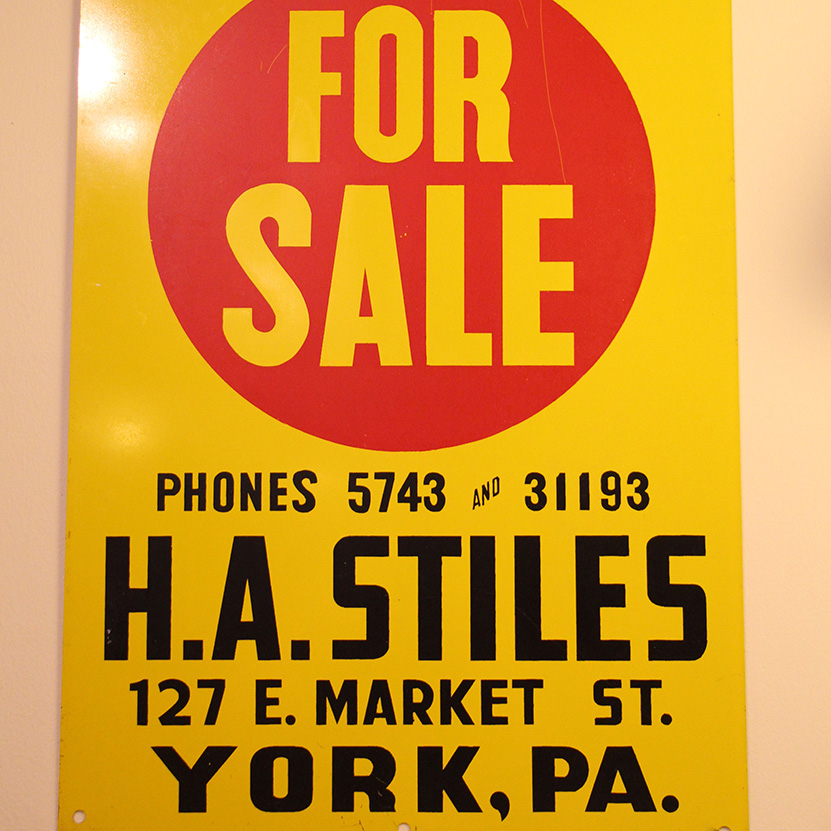 FOR
SALE
PHONES 5743 AND 31193
H.A. STILES
127 E. MARKET ST.
YORK, PA.